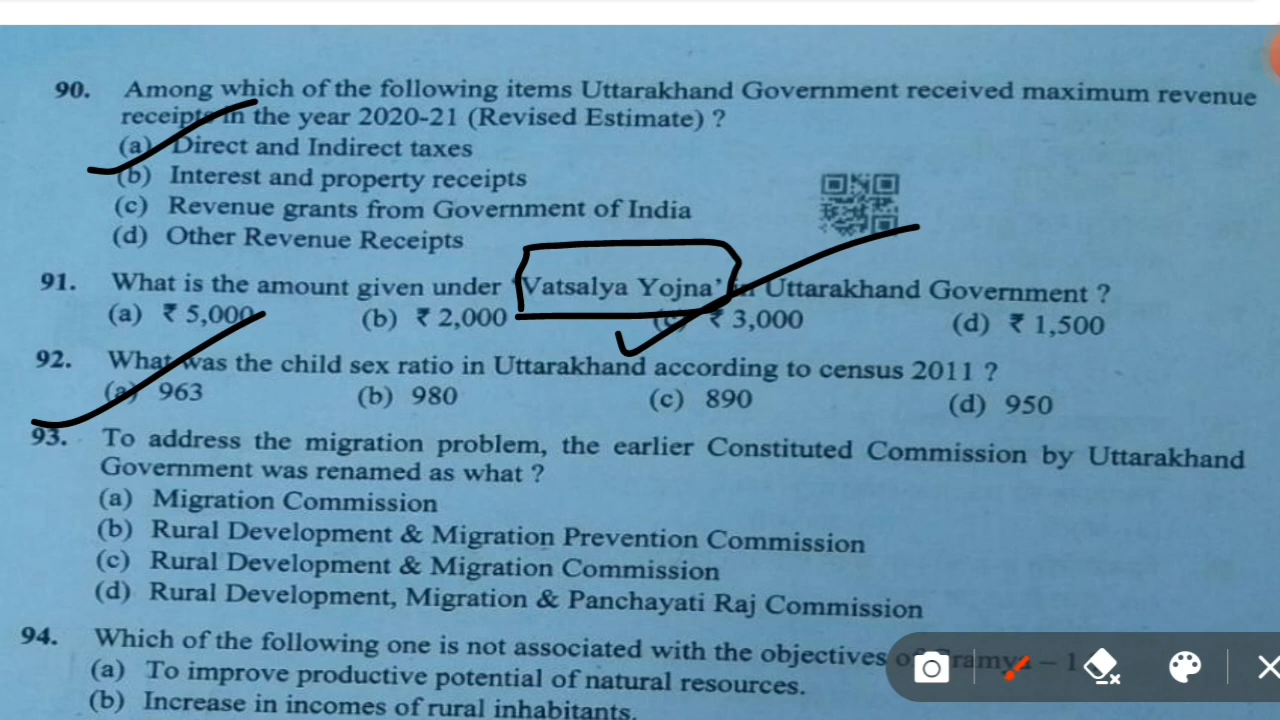 90. Among which of the following items Uttarakhand Government received maximum revenue
receipts in the year 2020-21 (Revised Estimate) ?
(a) Direct and Indirect taxes
(b) Interest and property receipts
(c) Revenue grants from Government of India
(d) Other Revenue Receipts
91. What is the amount given under 'Vatsalya Yojna' in Uttarakhand Government ?
(a) ₹ 5,000 (b) ₹ 2,000 (c) ₹ 3,000 (d) ₹ 1,500
92. What was the child sex ratio in Uttarakhand according to census 2011 ?
(a) 963 (b) 980 (c) 890 (d) 950
93. To address the migration problem, the earlier Constituted Commission by Uttarakhand
Government was renamed as what ?
(a) Migration Commission
(b) Rural Development & Migration Prevention Commission
(c) Rural Development & Migration Commission
(d) Rural Development, Migration & Panchayati Raj Commission
94. Which of the following one is not associated with the objectives of Gramya – 1
(a) To improve productive potential of natural resources.
(b) Increase in incomes of rural inhabitants.